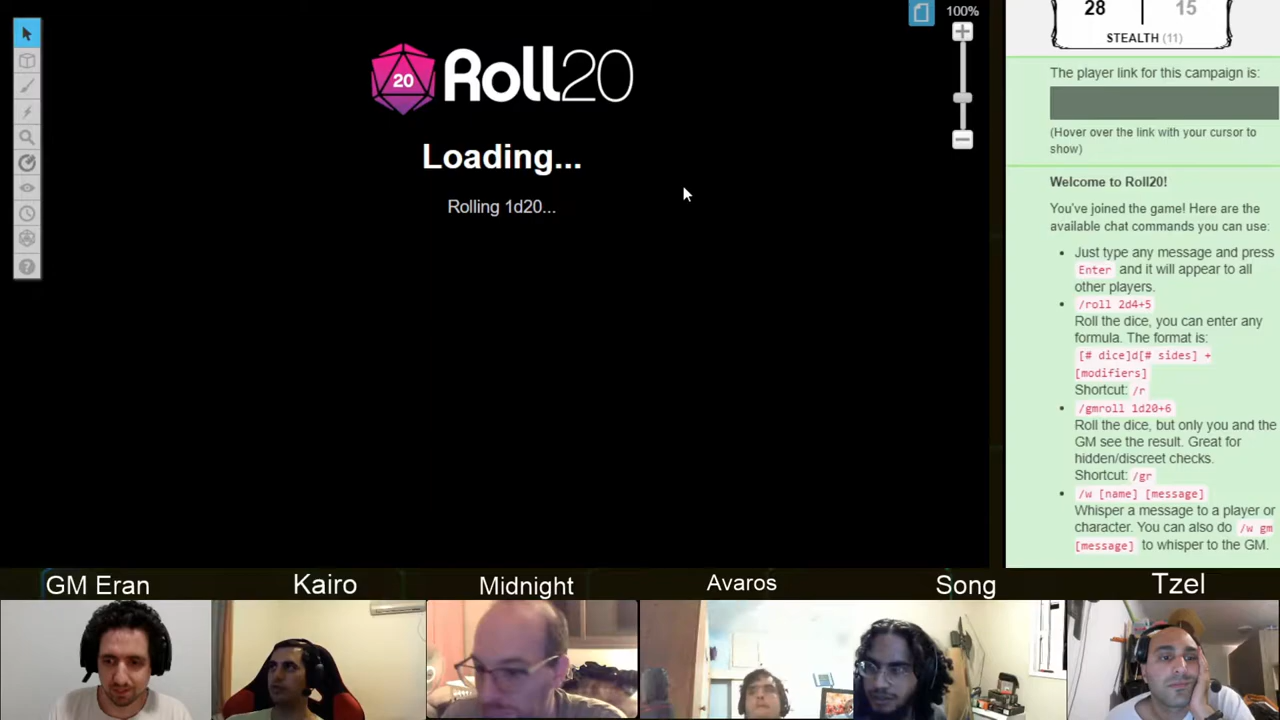 100%
20 Roll20
Loading...
Rolling 1d20...
28 15
STEALTH (11)
The player link for this campaign is:
(Hover over the link with your cursor to
show)
Welcome to Roll20!
You've joined the game! Here are the
available chat commands you can use:
• Just type any message and press
Enter and it will appear to all
other players.
• /roll 2d4+5
Roll the dice, you can enter any
formula. The format is:
[# dice]d[# sides] +
[modifiers]
Shortcut: /r
• /gmroll 1d20+6
Roll the dice, but only you and the
GM see the result. Great for
hidden/discreet checks.
Shortcut: /gr
• /w [name] [message]
Whisper a message to a player or
character. You can also do /w gm
[message] to whisper to the GM.
GM Eran Kairo Midnight Avaros Song Tzel